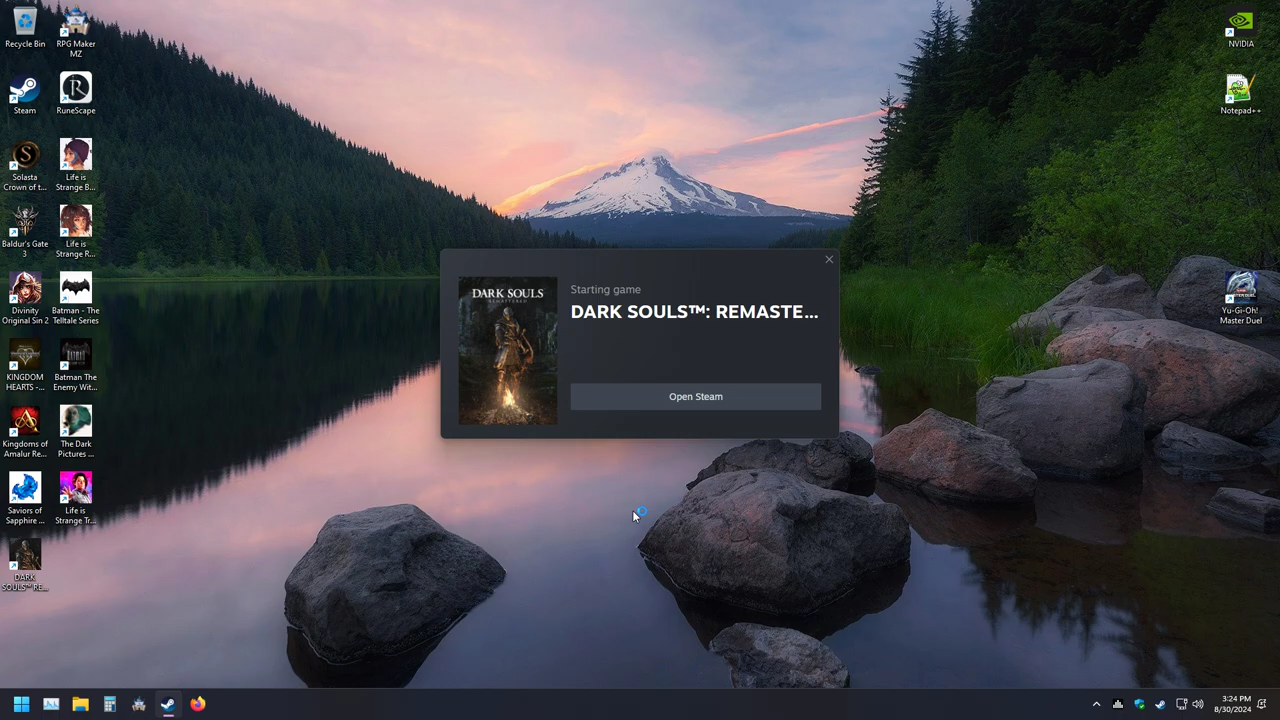 Recycle Bin
RPG Maker
MZ
Steam
RuneScape
Solasta
Crown of t...
Life is
Strange B...
Baldur's Gate
3
Life is
Strange R...
Divinity
Original Sin 2
Batman - The
Telltale Series
KINGDOM
HEARTS -...
Batman The
Enemy Wit...
Kingdoms of
Amalur Re...
The Dark
Pictures ...
Saviors of
Sapphire ...
Life is
Strange Tr...
DARK
SOULS™ RE...
NVIDIA
Notepad++
Yu-Gi-Oh!
Master Duel
DARK SOULS
REMASTERED
Starting game
DARK SOULS™: REMASTE...
Open Steam
3:24 PM
8/30/2024